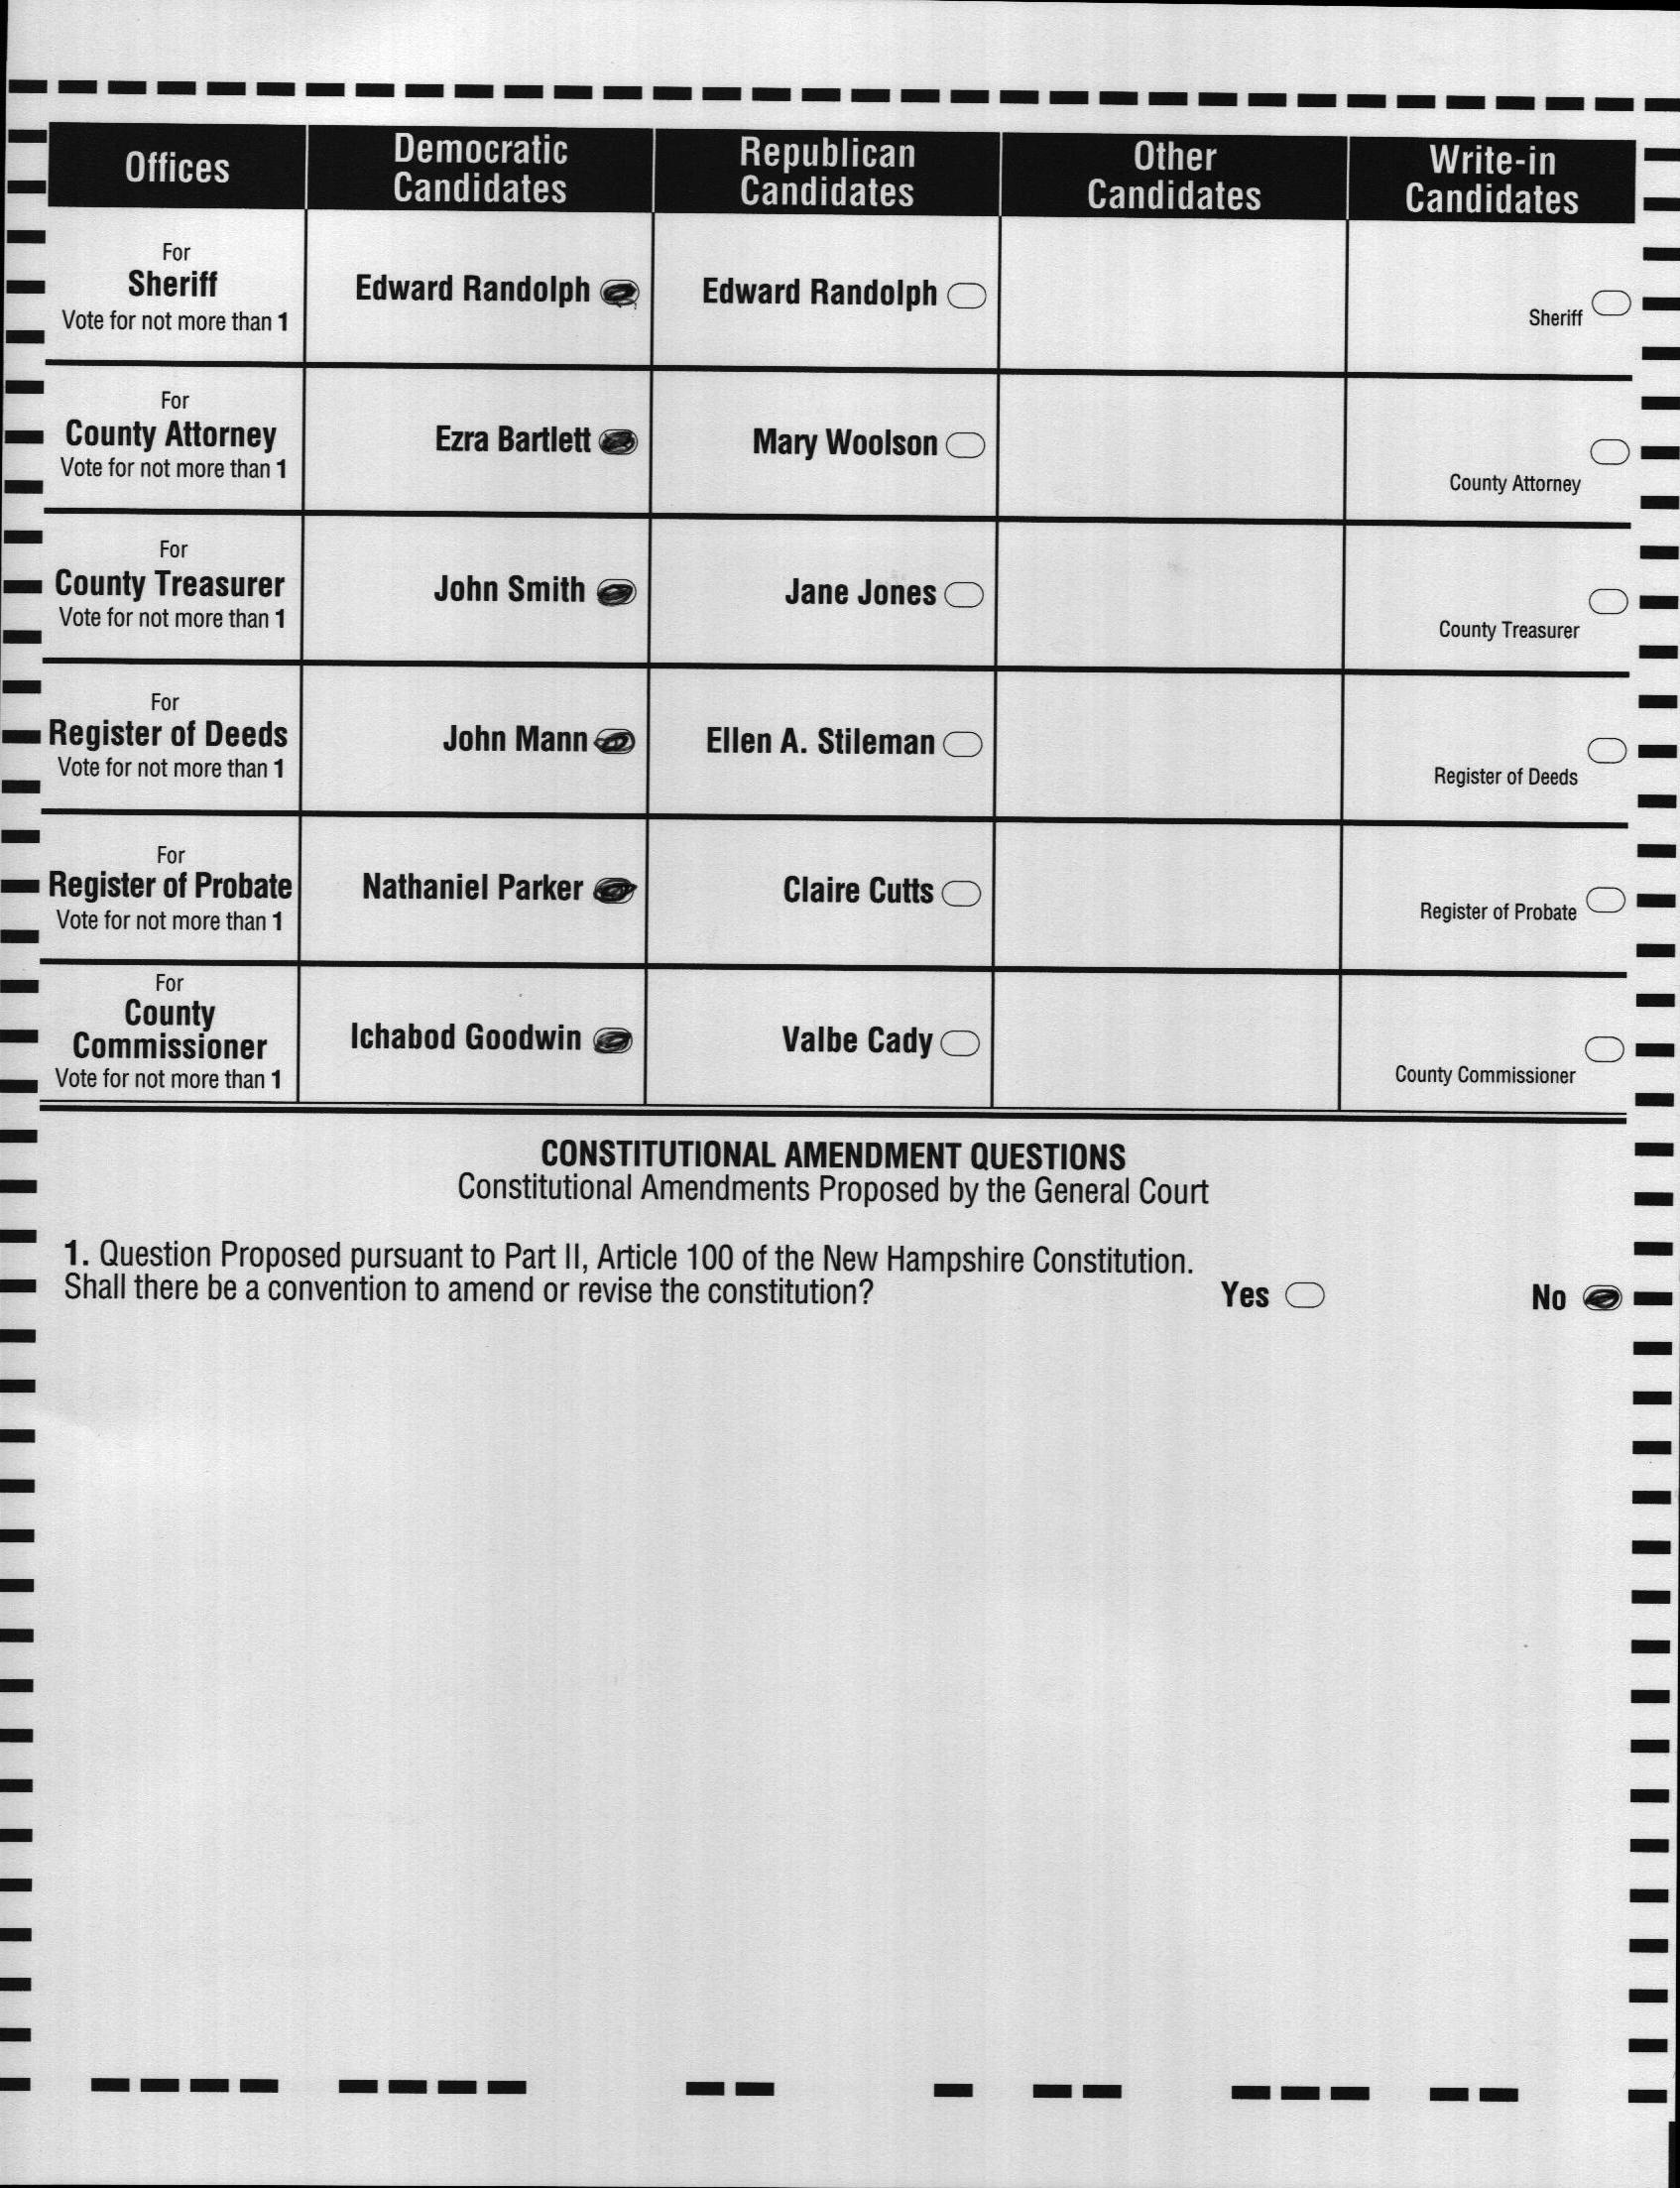 Offices
Democratic
Candidates
Republican
Candidates
Other
Candidates
Write-in
Candidates
For
Sheriff
Vote for not more than 1
Edward Randolph
Edward Randolph
Sheriff
For
County Attorney
Vote for not more than 1
Ezra Bartlett
Mary Woolson
County Attorney
For
County Treasurer
Vote for not more than 1
John Smith
Jane Jones
County Treasurer
For
Register of Deeds
Vote for not more than 1
John Mann
Ellen A. Stileman
Register of Deeds
For
Register of Probate
Vote for not more than 1
Nathaniel Parker
Claire Cutts
Register of Probate
For
County
Commissioner
Vote for not more than 1
Ichabod Goodwin
Valbe Cady
County Commissioner
CONSTITUTIONAL AMENDMENT QUESTIONS
Constitutional Amendments Proposed by the General Court
1. Question Proposed pursuant to Part II, Article 100 of the New Hampshire Constitution.
Shall there be a convention to amend or revise the constitution?
Yes
No